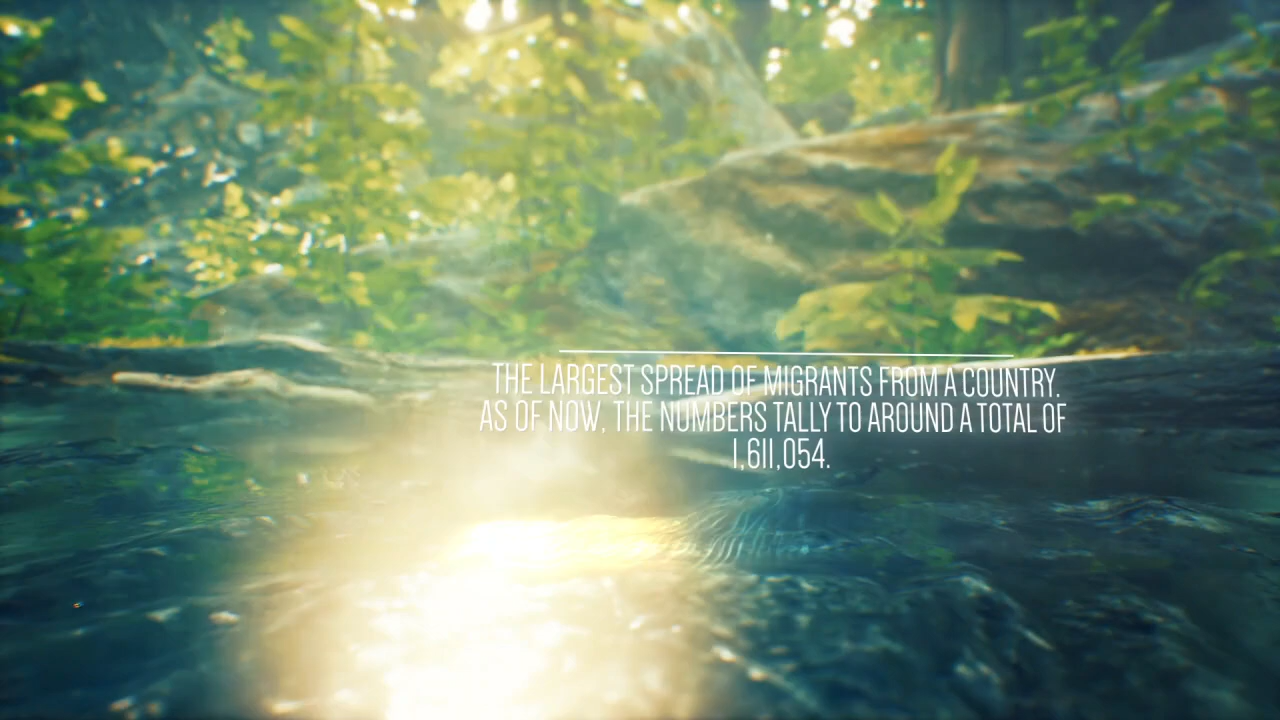 THE LARGEST SPREAD OF MIGRANTS FROM A COUNTRY.
AS OF NOW, THE NUMBERS TALLY TO AROUND A TOTAL OF
1,611,054.